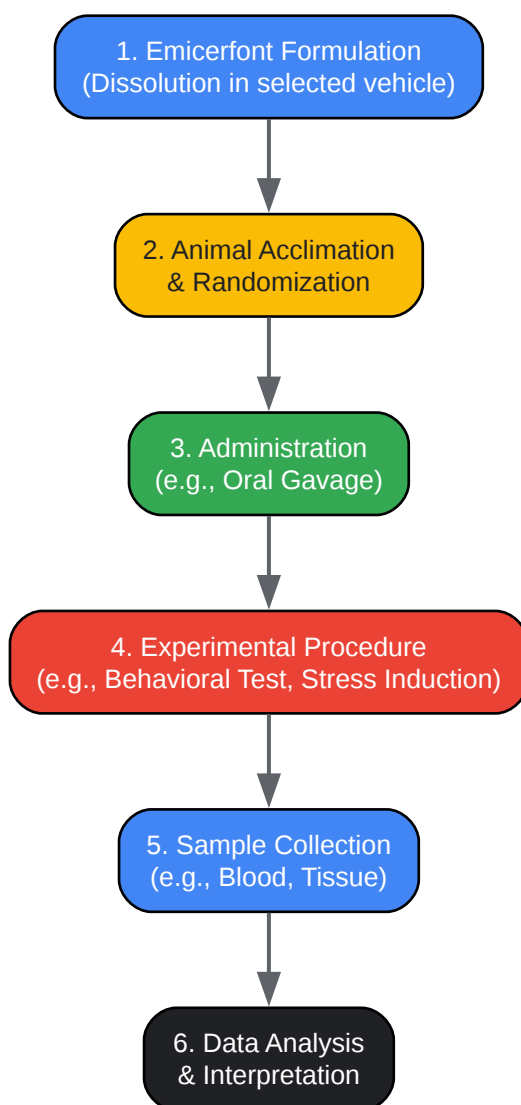 1. Emicerfont Formulation
(Dissolution in selected vehicle)
2. Animal Acclimation
& Randomization
3. Administration
(e.g., Oral Gavage)
4. Experimental Procedure
(e.g., Behavioral Test, Stress Induction)
5. Sample Collection
(e.g., Blood, Tissue)
6. Data Analysis
& Interpretation